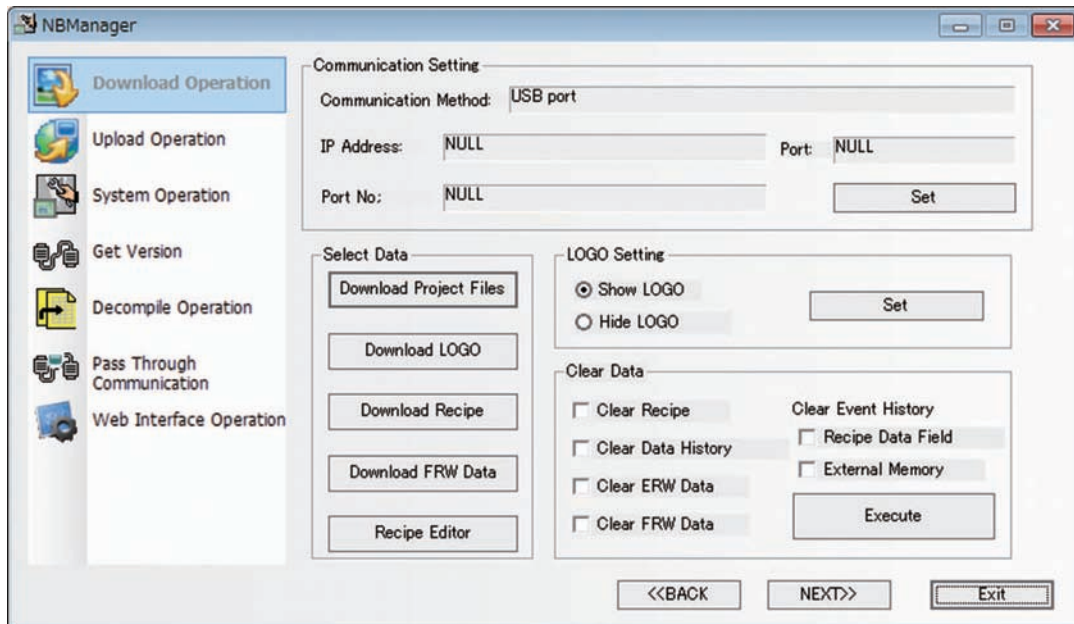 NBManager
Download Operation
Upload Operation
System Operation
Get Version
Decompile Operation
Pass Through
Communication
Web Interface Operation
Communication Setting
Communication Method: USB port
IP Address: NULL Port: NULL
Port No: NULL Set
Select Data
Download Project Files
Download LOGO
Download Recipe
Download FRW Data
Recipe Editor
LOGO Setting
Show LOGO
Hide LOGO
Set
Clear Data
Clear Recipe
Clear Data History
Clear ERW Data
Clear FRW Data
Clear Event History
Recipe Data Field
External Memory
Execute
<<BACK NEXT>> Exit